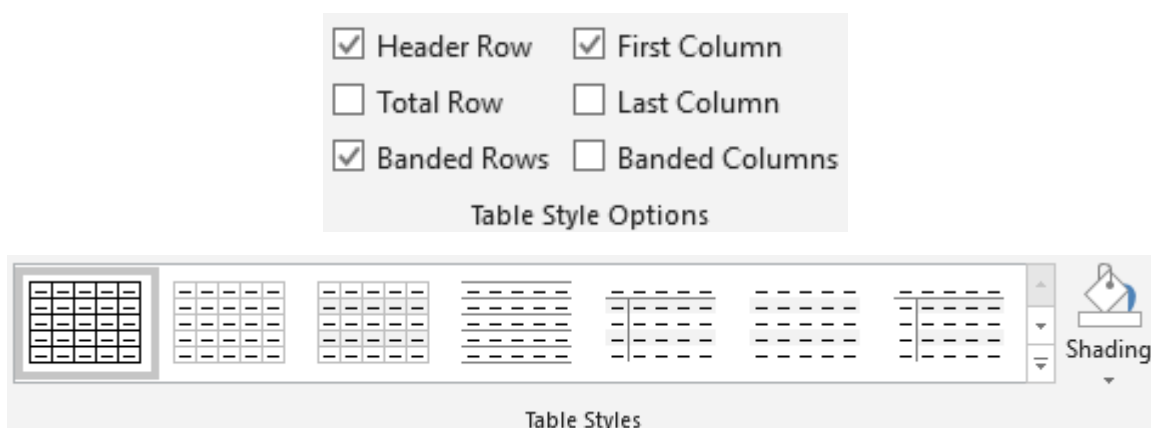 Header Row First Column
Total Row Last Column
Banded Rows Banded Columns
Table Style Options
Shading
Table Styles